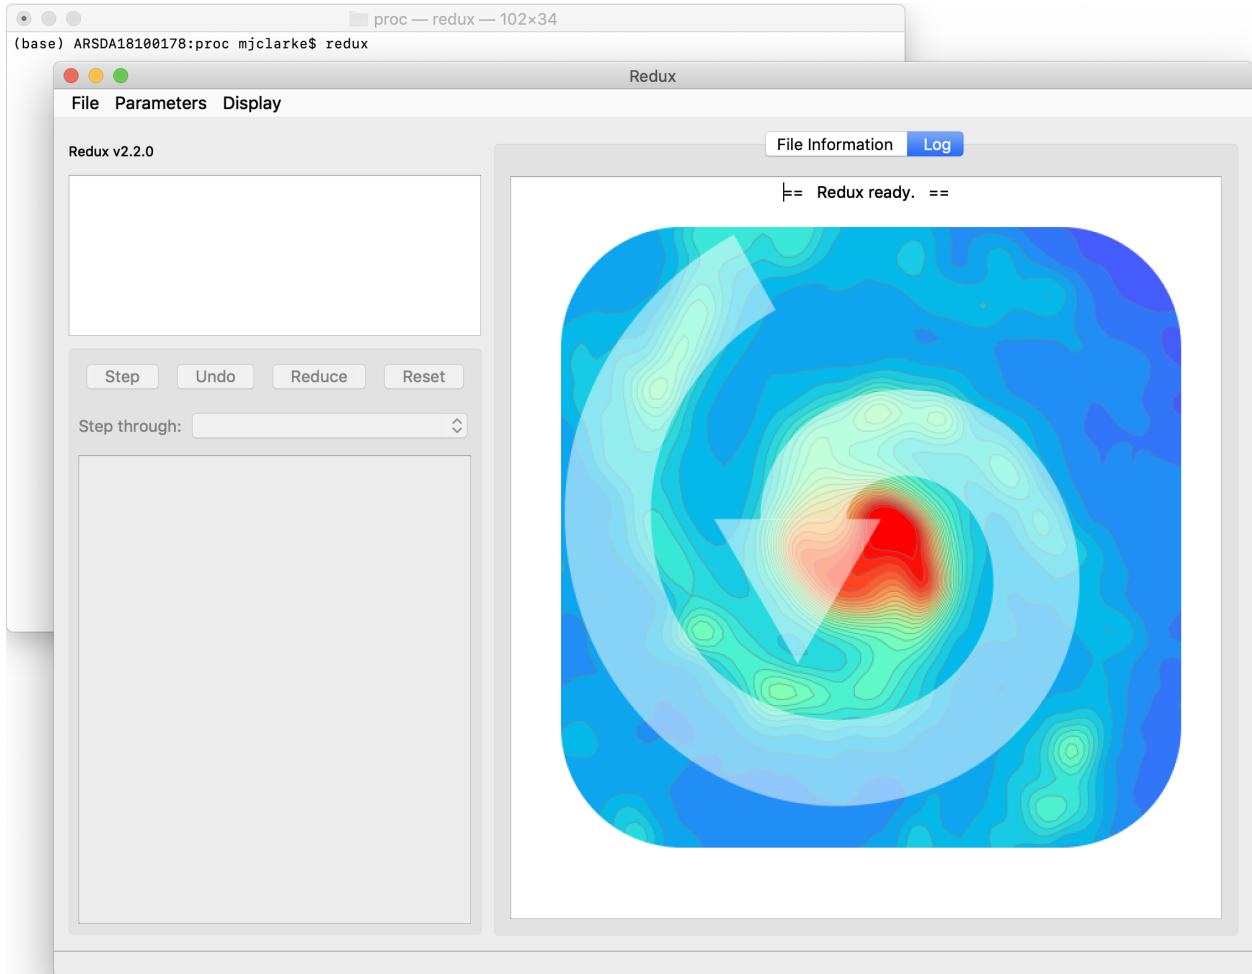 proc — redux — 102×34
(base) ARSDA18100178:proc mjclarke$ redux
Redux
File Parameters Display
Redux v2.2.0
File Information Log
== Redux ready. ==
Step Undo Reduce Reset
Step through: